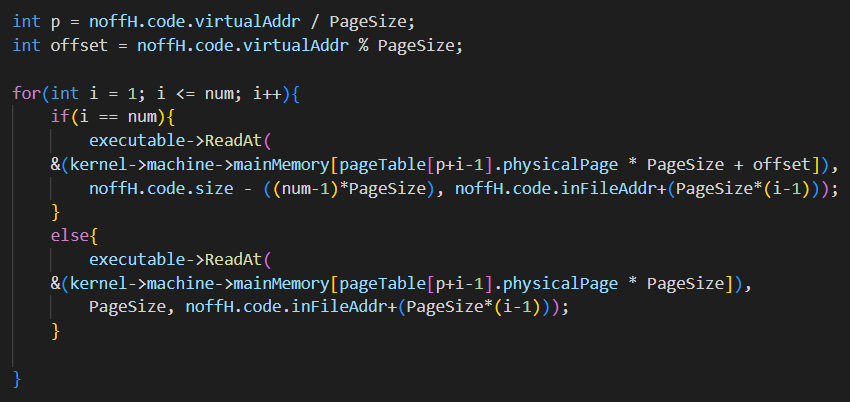 int p = noffH.code.virtualAddr / PageSize;
int offset = noffH.code.virtualAddr % PageSize;

for(int i = 1; i <= num; i++){
    if(i == num){
        executable->ReadAt(
    &(kernel->machine->mainMemory[pageTable[p+i-1].physicalPage * PageSize + offset]),
        noffH.code.size - ((num-1)*PageSize), noffH.code.inFileAddr+(PageSize*(i-1)));
    }
    else{
        executable->ReadAt(
    &(kernel->machine->mainMemory[pageTable[p+i-1].physicalPage * PageSize]),
        PageSize, noffH.code.inFileAddr+(PageSize*(i-1)));
    }

}